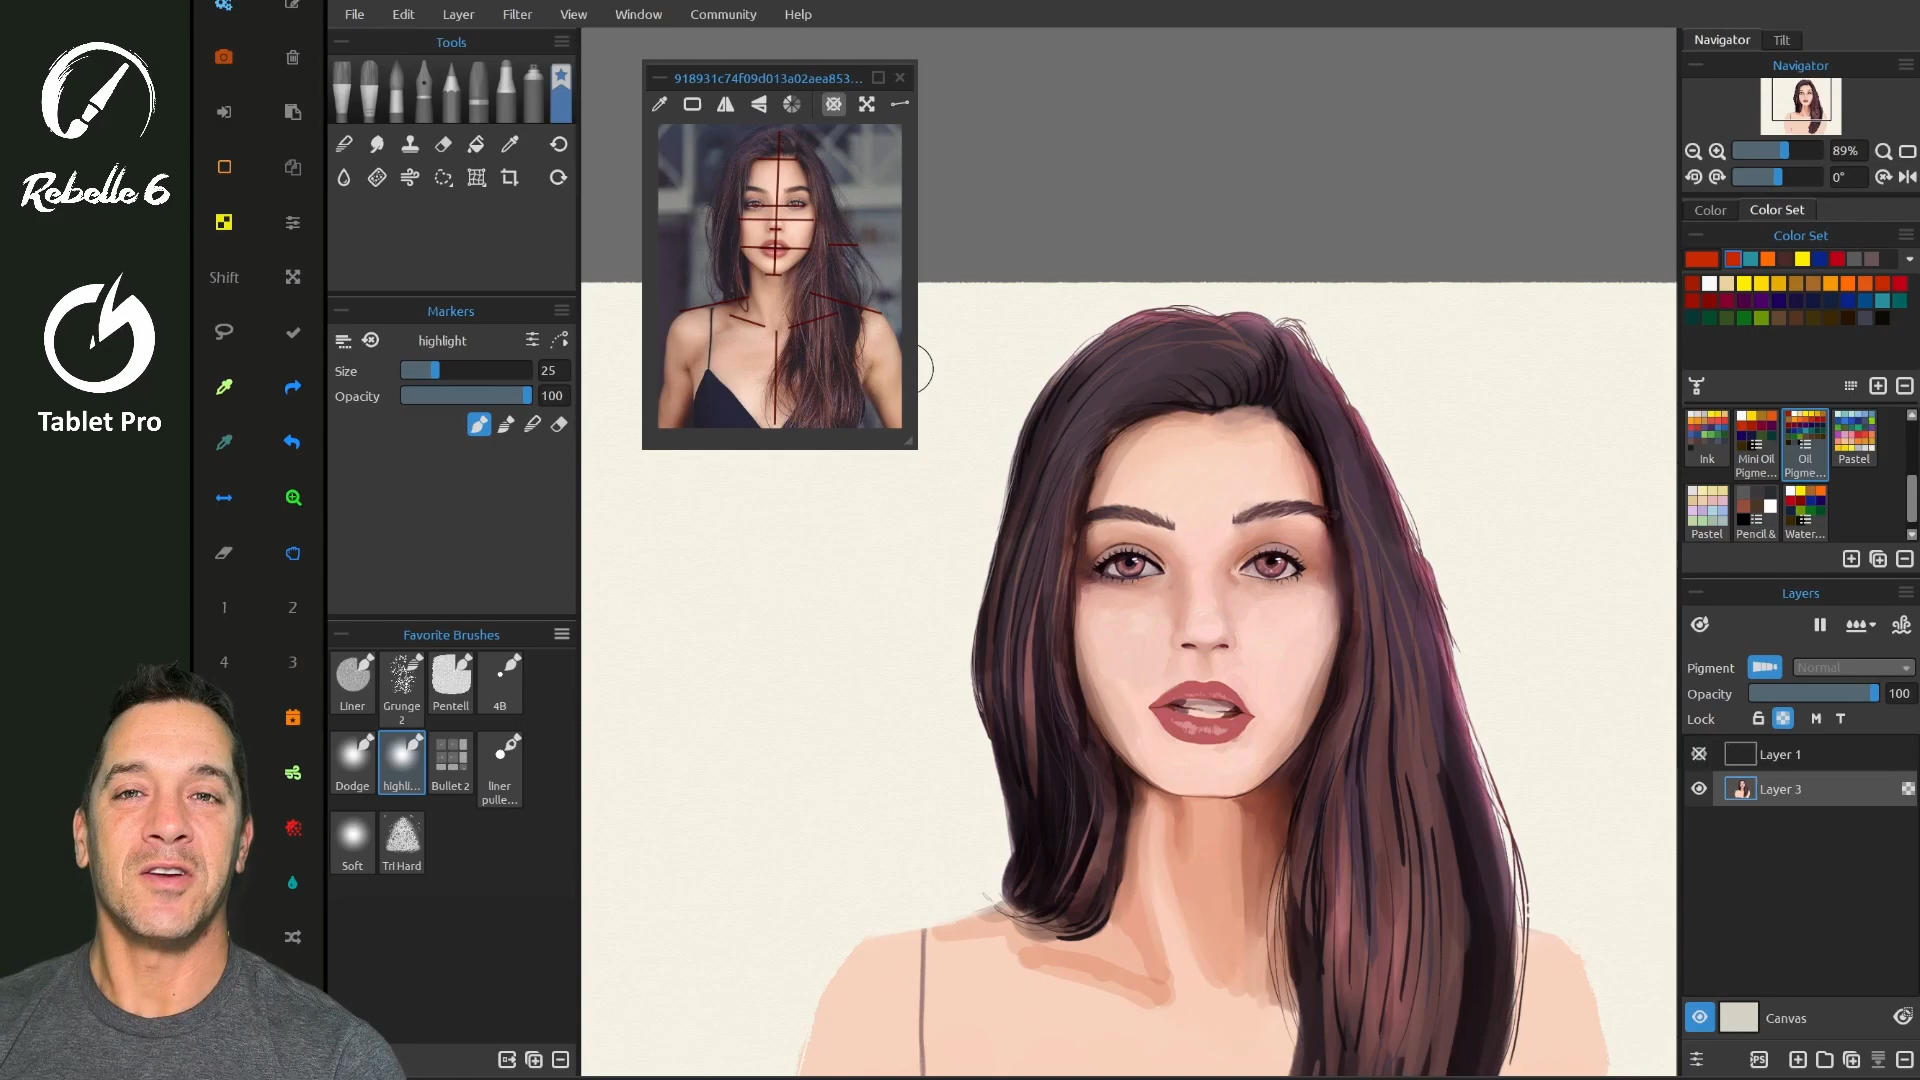 File Edit Layer Filter View Window Community Help
Rebelle 6
Tablet Pro
Shift
1 2
4 3
Tools
Markers
highlight
Size 25
Opacity 100
Favorite Brushes
Liner Grunge 2 Pentell 4B
Dodge highli... Bullet 2 liner pulle...
Soft Tri Hard
918931c74f09d013a02aea853...
Navigator Tilt
Navigator
89%
0°
Color Color Set
Color Set
Ink Mini Oil Pigme... Oil Pigme... Pastel
Pastel Pencil & Water...
Layers
Pigment Normal
Opacity 100
Lock M T
Layer 1
Layer 3
Canvas
PS